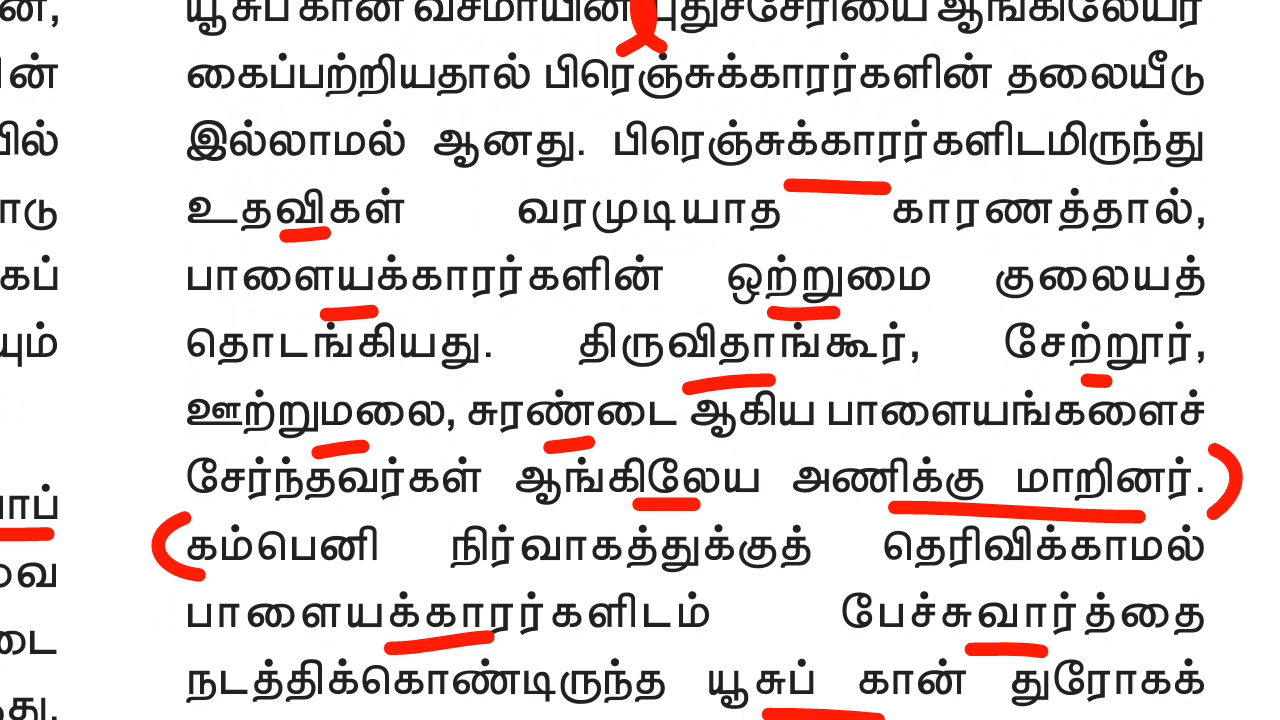 யூசுப் கான் வசமாயின. புதுச்சேரியை ஆங்கிலேயர்
கைப்பற்றியதால் பிரெஞ்சுக்காரர்களின் தலையீடு
இல்லாமல் ஆனது. பிரெஞ்சுக்காரர்களிடமிருந்து
உதவிகள் வரமுடியாத காரணத்தால்,
பாளையக்காரர்களின் ஒற்றுமை குலையத்
தொடங்கியது. திருவிதாங்கூர், சேற்றூர்,
ஊற்றுமலை, சுரண்டை ஆகிய பாளையங்களைச்
சேர்ந்தவர்கள் ஆங்கிலேய அணிக்கு மாறினர்.
கம்பெனி நிர்வாகத்துக்குத் தெரிவிக்காமல்
பாளையக்காரர்களிடம் பேச்சுவார்த்தை
நடத்திக்கொண்டிருந்த யூசுப் கான் துரோகக்